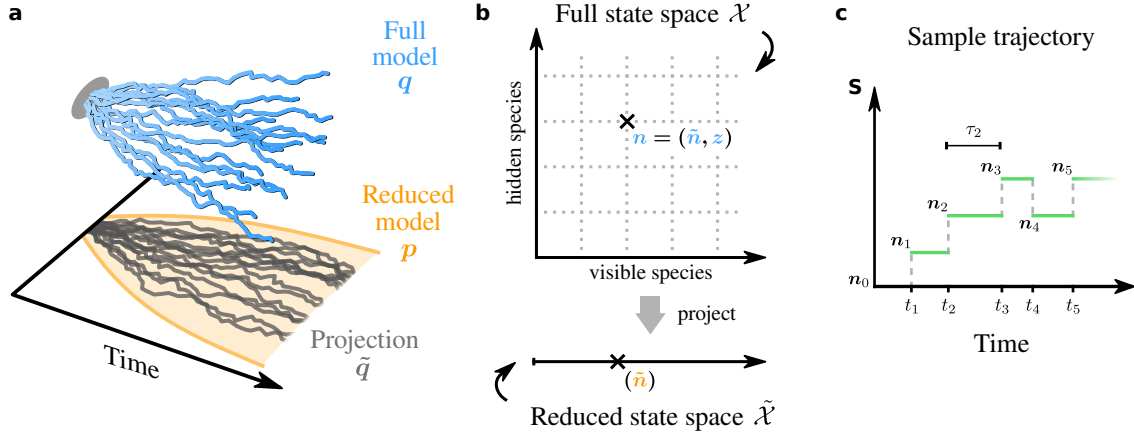 a
Full
model
q
Reduced
model
p
Projection
q̃
Time
b
Full state space 𝒳
hidden species
n = (ñ, z)
visible species
project
(ñ)
Reduced state space 𝒳̃
c
Sample trajectory
S
τ₂
n₀
n₁
n₂
n₃
n₄
n₅
t₁ t₂ t₃ t₄ t₅
Time